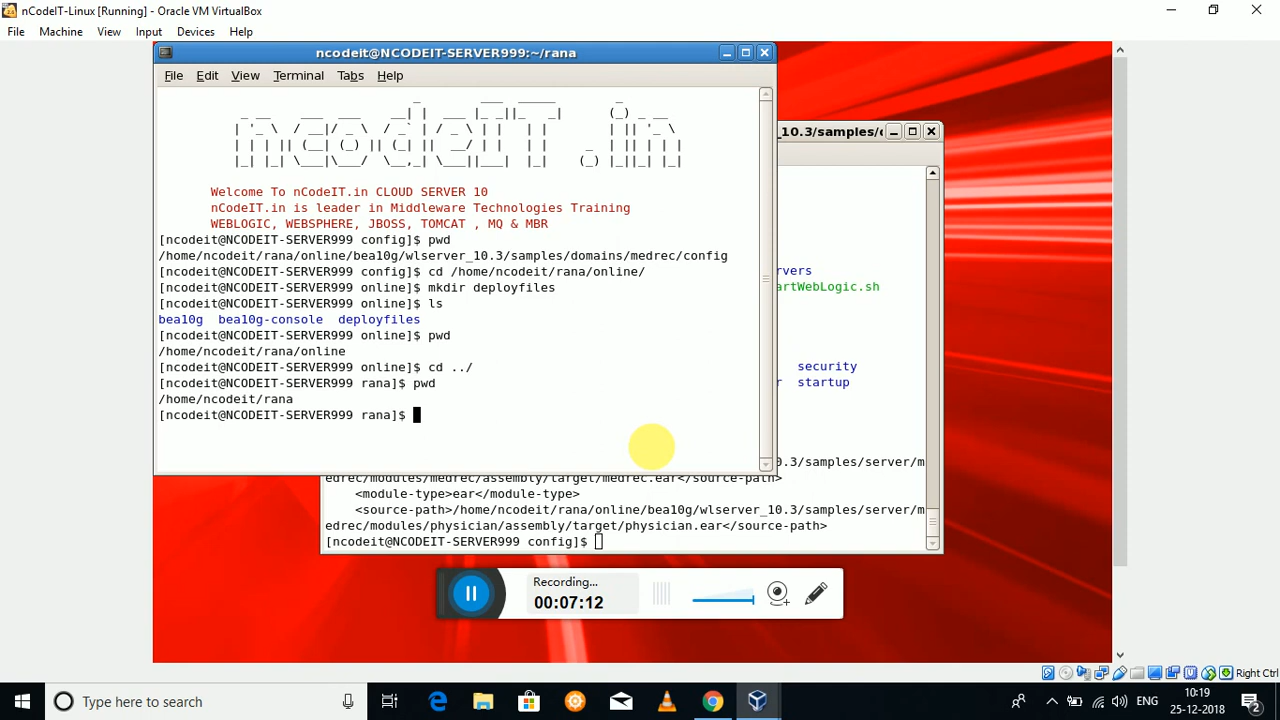 nCodeIT-Linux [Running] - Oracle VM VirtualBox
File Machine View Input Devices Help
ncodeit@NCODEIT-SERVER999:~/rana
File Edit View Terminal Tabs Help
nCodeIT.in
_10.3/samples/
Welcome To nCodeIT.in CLOUD SERVER 10
nCodeIT.in is leader in Middleware Technologies Training
WEBLOGIC, WEBSPHERE, JBOSS, TOMCAT , MQ & MBR
[ncodeit@NCODEIT-SERVER999 config]$ pwd
/home/ncodeit/rana/online/bea10g/wlserver_10.3/samples/domains/medrec/config
[ncodeit@NCODEIT-SERVER999 config]$ cd /home/ncodeit/rana/online/
[ncodeit@NCODEIT-SERVER999 online]$ mkdir deployfiles
[ncodeit@NCODEIT-SERVER999 online]$ ls
bea10g bea10g-console deployfiles
[ncodeit@NCODEIT-SERVER999 online]$ pwd
/home/ncodeit/rana/online
[ncodeit@NCODEIT-SERVER999 online]$ cd ../
[ncodeit@NCODEIT-SERVER999 rana]$ pwd
/home/ncodeit/rana
[ncodeit@NCODEIT-SERVER999 rana]$
rvers
artWebLogic.sh
security
r startup
0.3/samples/server/m
edrec/modules/medrec/assembly/target/medrec.ear</source-path>
<module-type>ear</module-type>
<source-path>/home/ncodeit/rana/online/bea10g/wlserver_10.3/samples/server/m
edrec/modules/physician/assembly/target/physician.ear</source-path>
[ncodeit@NCODEIT-SERVER999 config]$
Recording...
00:07:12
Right Ctrl
Type here to search
ENG
10:19
25-12-2018
2